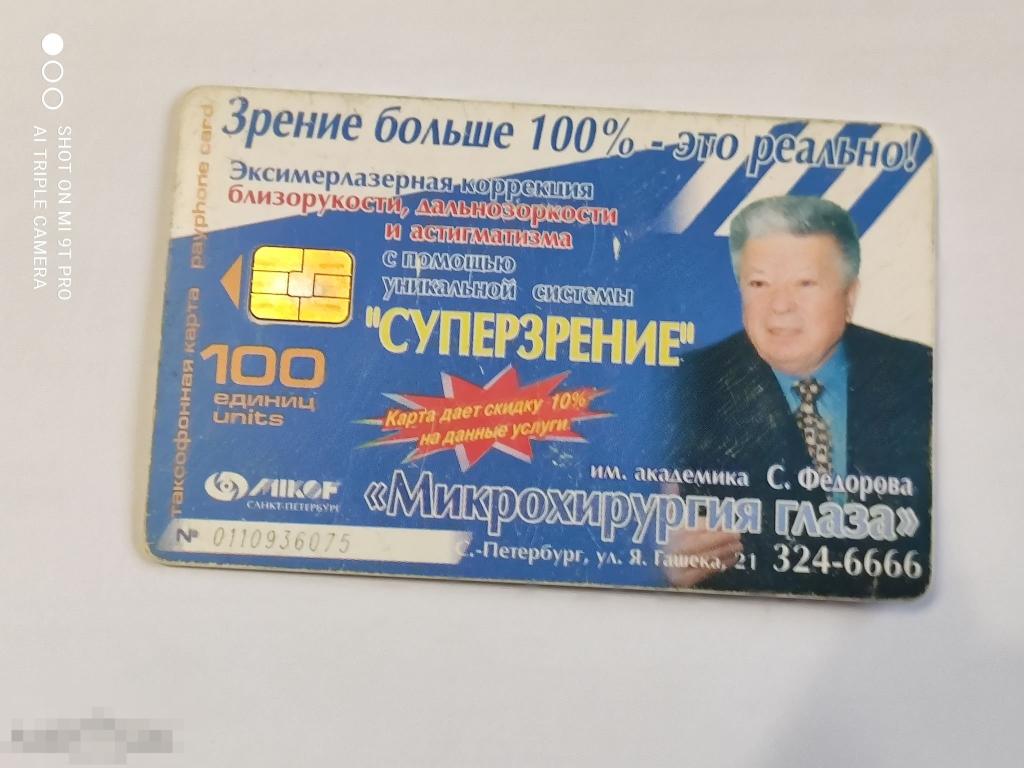 Зрение больше 100% - это реально!
Эксимерлазерная коррекция
близорукости, дальнозоркости
и астигматизма
с помощью
уникальной системы
"СУПЕРЗРЕНИЕ"
100
единиц
units
Карта дает скидку 10%
на данные услуги.
таксофонная карта payphone card
МНТК
САНКТ-ПЕТЕРБУРГ
им. академика С. Федорова
«Микрохирургия глаза»
С.-Петербург, ул. Я. Гашека, 21 324-6666
№ 0110936075
SHOT ON MI 9T PRO
AI TRIPLE CAMERA